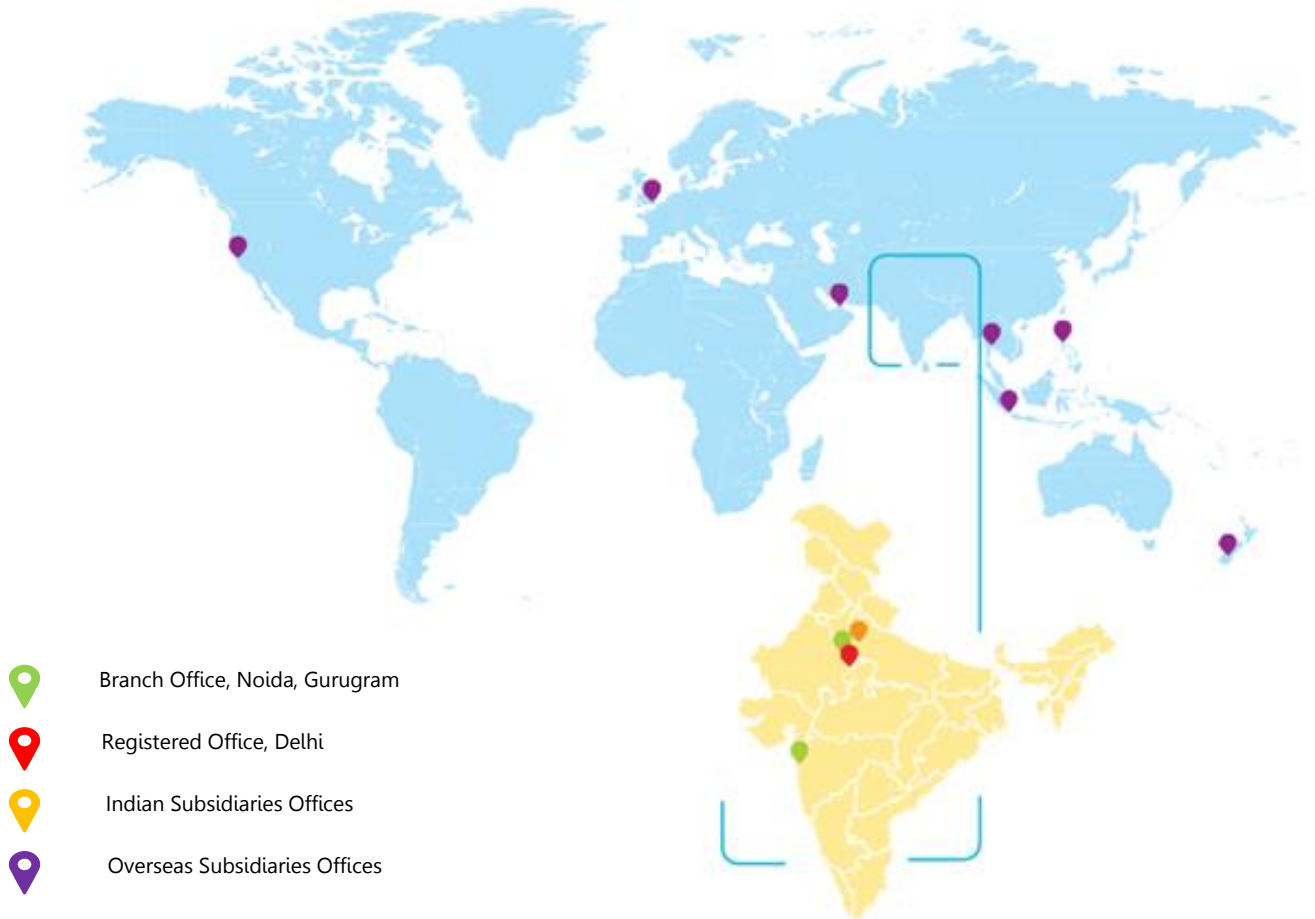 Branch Office, Noida, Gurugram
Registered Office, Delhi
Indian Subsidiaries Offices
Overseas Subsidiaries Offices